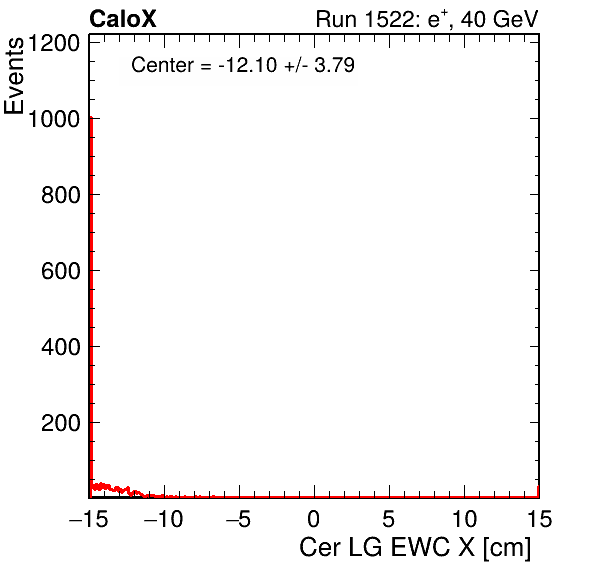 CaloX Run 1522: e⁺, 40 GeV
Center = -12.10 +/- 3.79
Events
1200
1000
800
600
400
200
−15 −10 −5 0 5 10 15
Cer LG EWC X [cm]